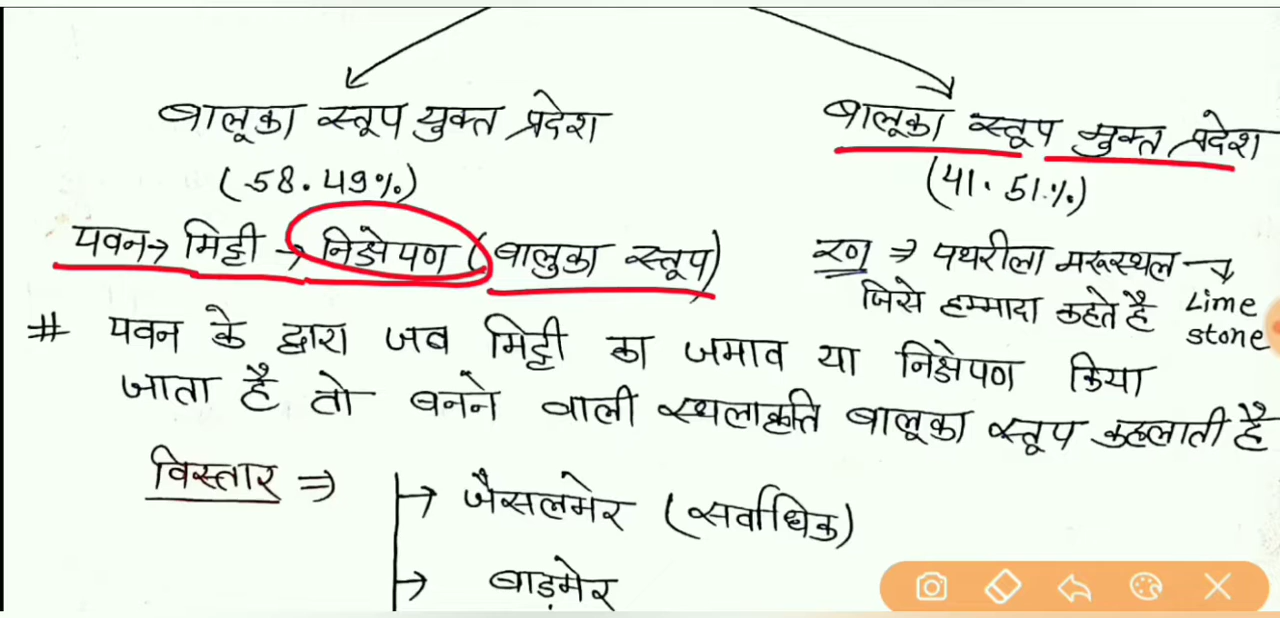 बालूका स्तूप युक्त प्रदेश
(58.49%)
बालूका स्तूप मुक्त प्रदेश
(41.51%)
पवन → मिट्टी → निक्षेपण (बालुका स्तूप)
रण ⇒ पथरीला मरूस्थल →
जिसे हम्मादा कहते है
Lime
stone
# पवन के द्वारा जब मिट्टी का जमाव या निक्षेपण किया
जाता है तो बनने वाली स्थलाकृति बालूका स्तूप कहलाती है
विस्तार ⇒
→ जैसलमेर (सर्वाधिक)
→ बाड़मेर